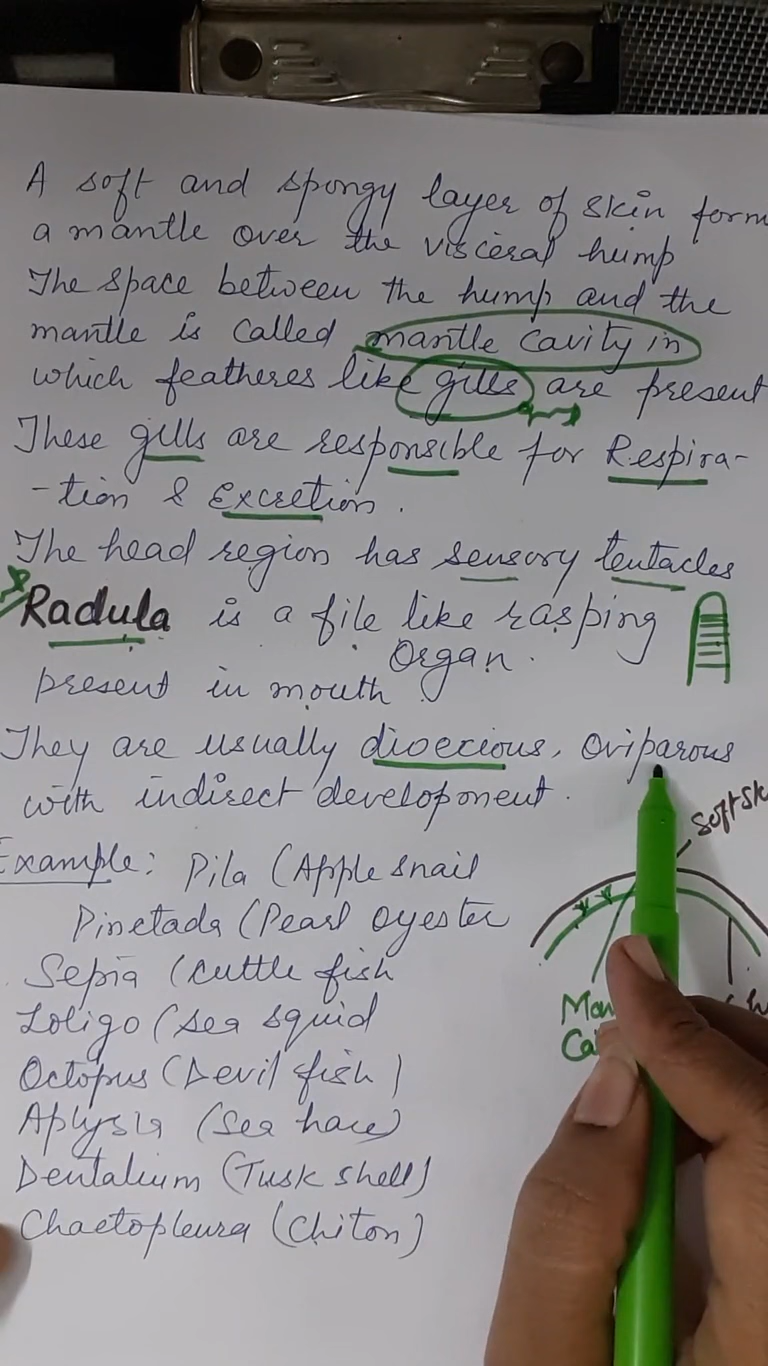 A soft and spongy layer of skin form
a mantle over the visceral hump
The space between the hump and the
mantle is called mantle cavity in
which featheres like gills are present
These gills are responsible for Respira-
-tion & Excretion.
The head region has sensory tentacles
Radula is a file like rasping
Organ.
present in mouth
They are usually dioecious, oviparous
with indirect development.
Example: Pila (Apple snail
Pinctada (Pearl oyester
Sepia (Cuttle fish
Loligo (Sea squid
Octopus (Devil fish)
Aplysia (Sea hare)
Dentalium (Tusk shell)
Chaetopleura (Chiton)
Soft Sk